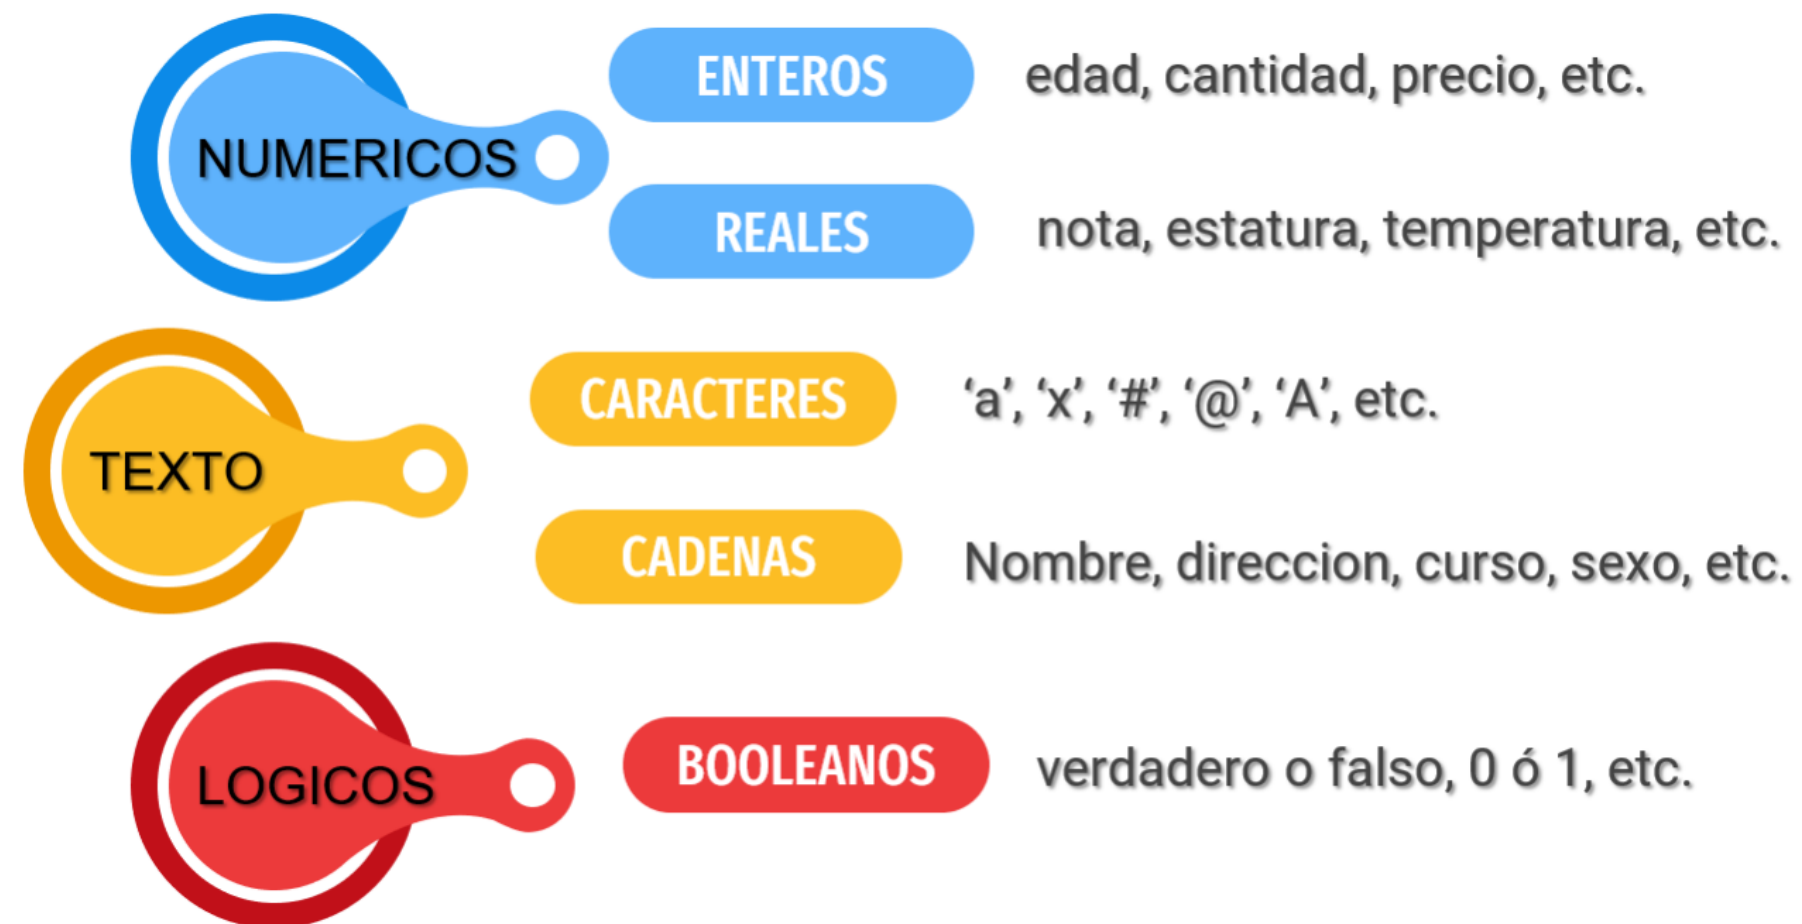 NUMERICOS
ENTEROS
edad, cantidad, precio, etc.
REALES
nota, estatura, temperatura, etc.
TEXTO
CARACTERES
‘a’, ‘x’, ‘#’, ‘@’, ‘A’, etc.
CADENAS
Nombre, direccion, curso, sexo, etc.
LOGICOS
BOOLEANOS
verdadero o falso, 0 ó 1, etc.